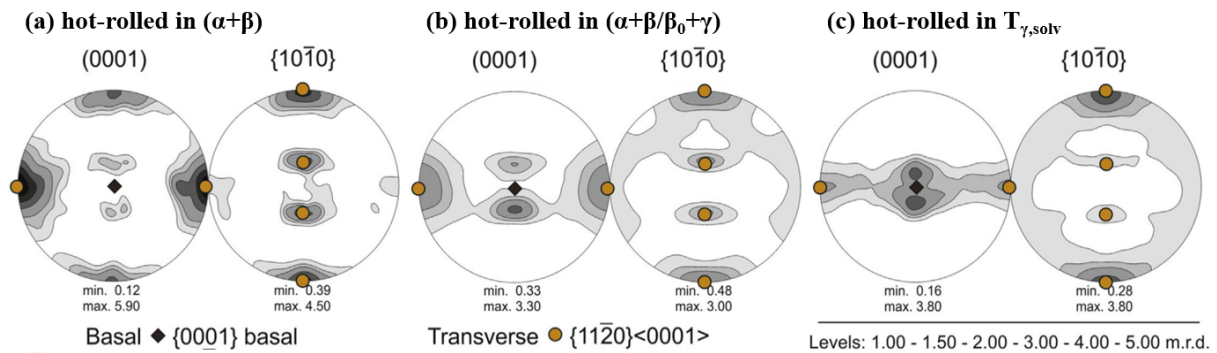 (a) hot-rolled in (α+β) (b) hot-rolled in (α+β/β₀+γ) (c) hot-rolled in Tγ,solv
(0001) {101̅0} (0001) {101̅0} (0001) {101̅0}
min. 0.12 min. 0.39 min. 0.33 min. 0.48 min. 0.16 min. 0.28
max. 5.90 max. 4.50 max. 3.30 max. 3.00 max. 3.80 max. 3.80
Basal ◆ {0001} basal Transverse ● {112̅0}<0001> Levels: 1.00 - 1.50 - 2.00 - 3.00 - 4.00 - 5.00 m.r.d.